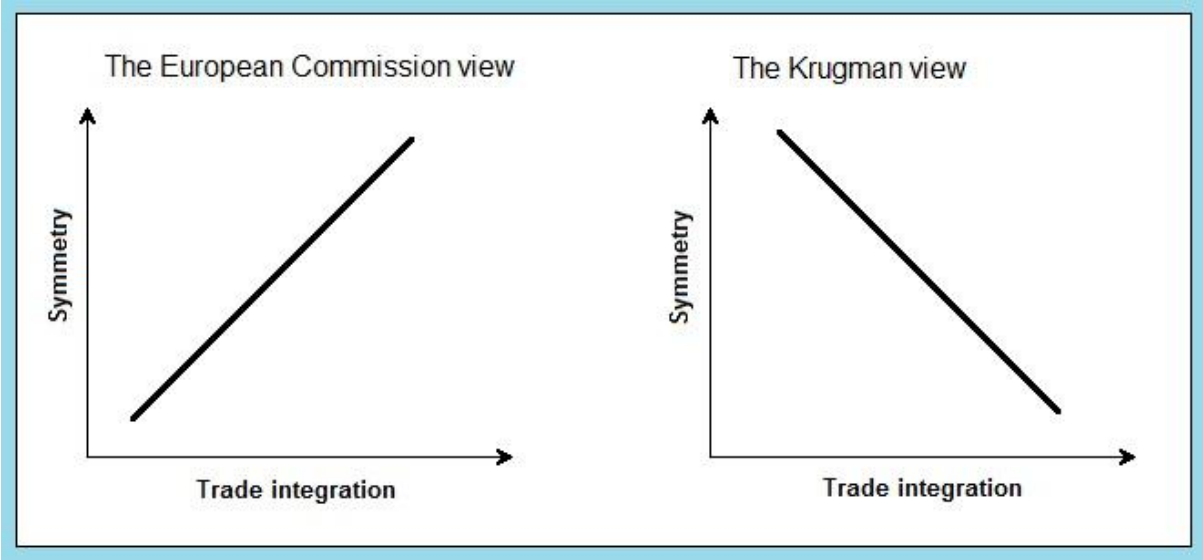 The European Commission view
Symmetry
Trade integration
The Krugman view
Symmetry
Trade integration